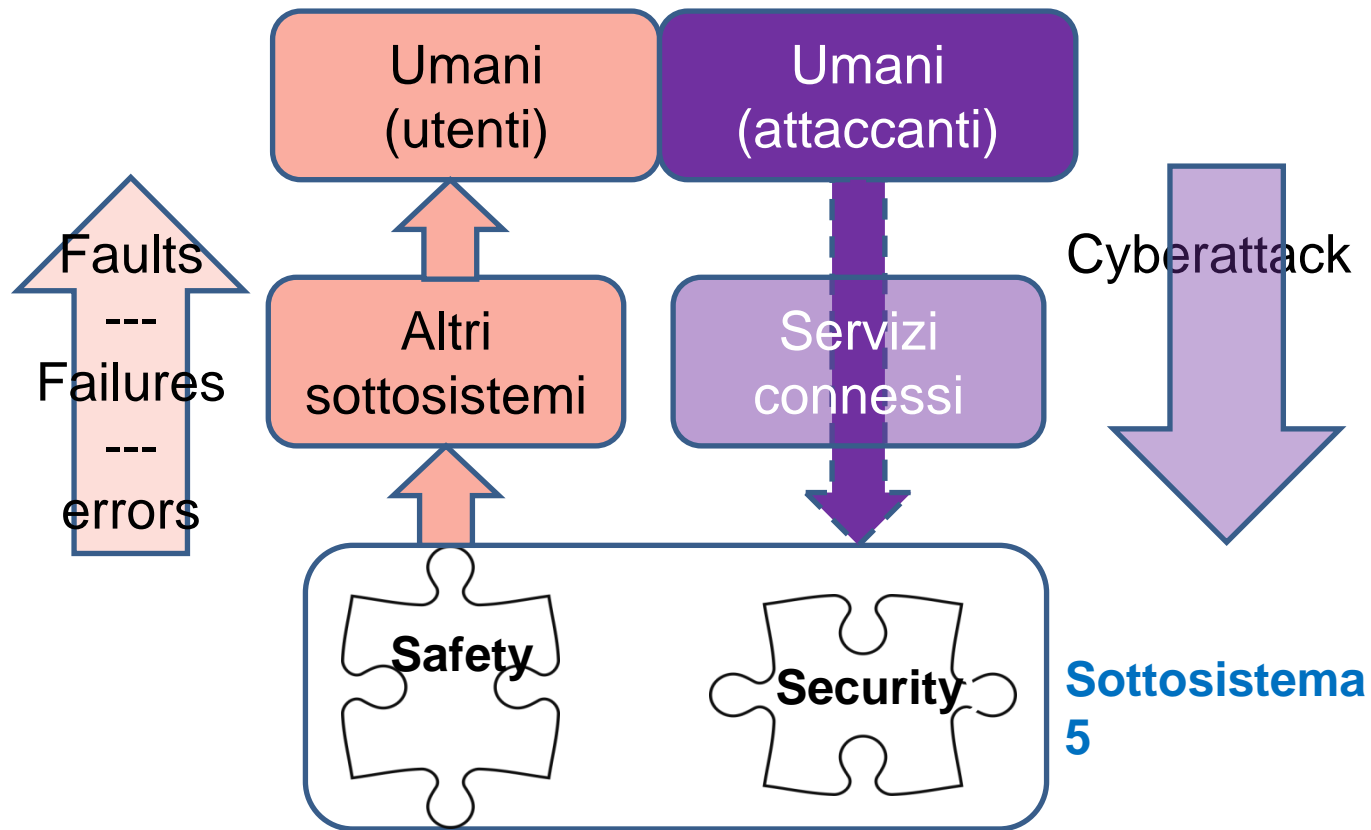 Umani
(utenti)
Umani
(attaccanti)
Faults
---
Failures
---
errors
Altri
sottosistemi
Servizi
connessi
Cyberattack
Safety
Security
Sottosistema
5